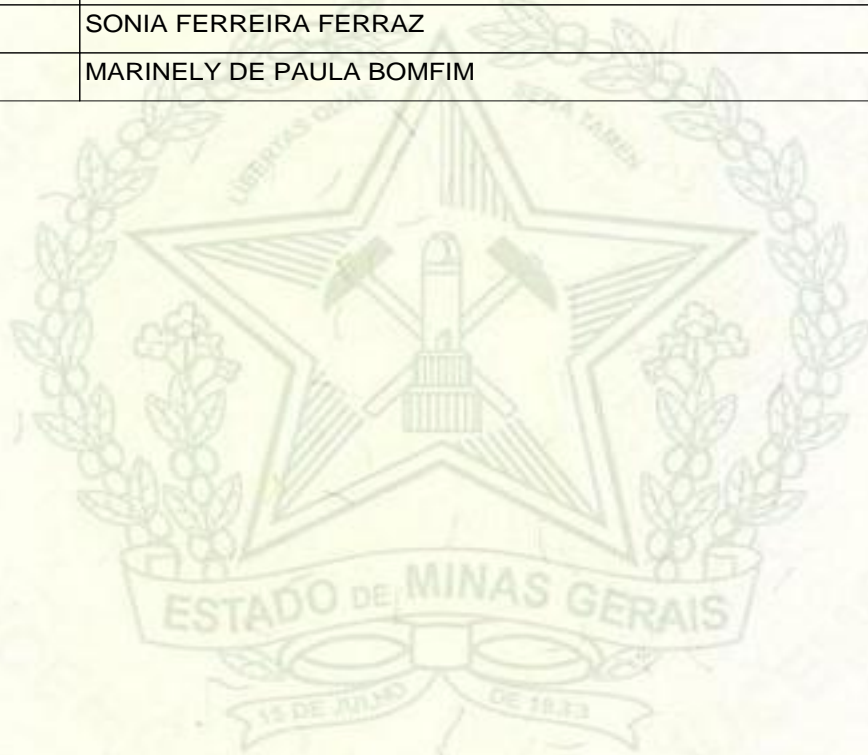 SONIA FERREIRA FERRAZ
MARINELY DE PAULA BOMFIM
LIBERTAS QUAE SERA TAMEN
ESTADO DE MINAS GERAIS
15 DE JULHO DE 1833